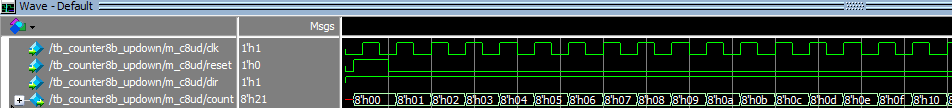 Wave - Default
Msgs
/tb_counter8b_updown/m_c8ud/clk 1'h1
/tb_counter8b_updown/m_c8ud/reset 1'h0
/tb_counter8b_updown/m_c8ud/dir 1'h1
/tb_counter8b_updown/m_c8ud/count 8'h21 8'h00 8'h01 8'h02 8'h03 8'h04 8'h05 8'h06 8'h07 8'h08 8'h09 8'h0a 8'h0b 8'h0c 8'h0d 8'h0e 8'h0f 8'h10